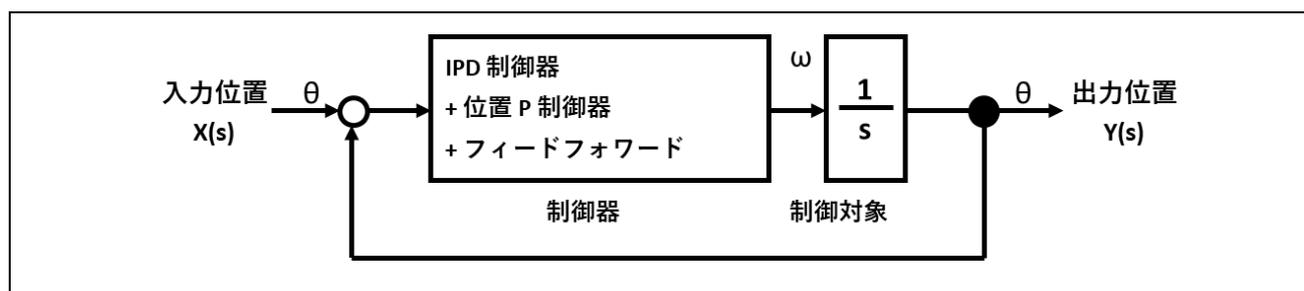 入力位置
X(s)
θ
IPD 制御器
+ 位置 P 制御器
+ フィードフォワード
制御器
ω
1
s
制御対象
θ
出力位置
Y(s)